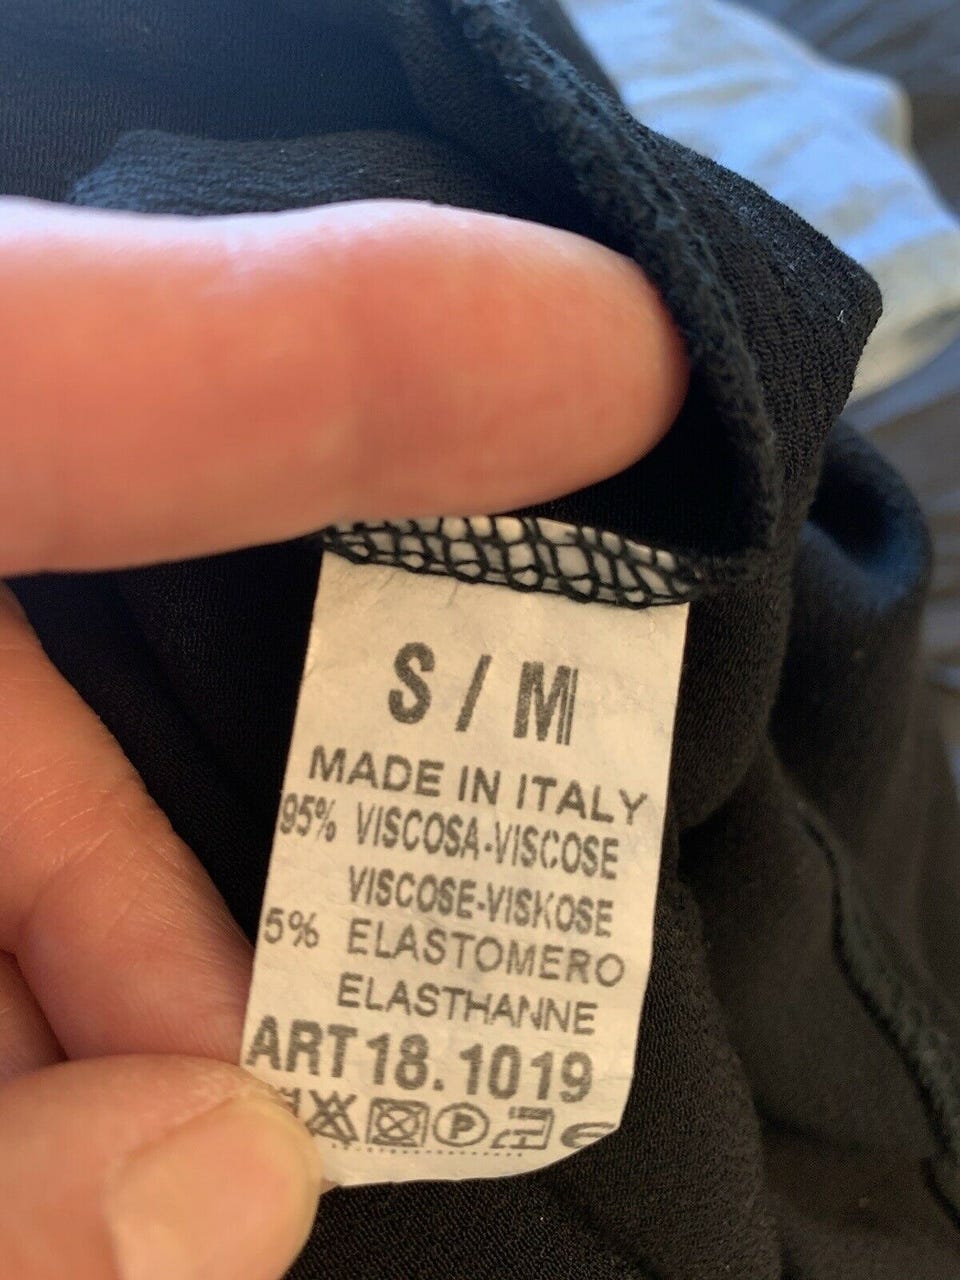 S / M
MADE IN ITALY
95% VISCOSA-VISCOSE
VISCOSE-VISKOSE
5% ELASTOMERO
ELASTHANNE
ART 18.1019
P